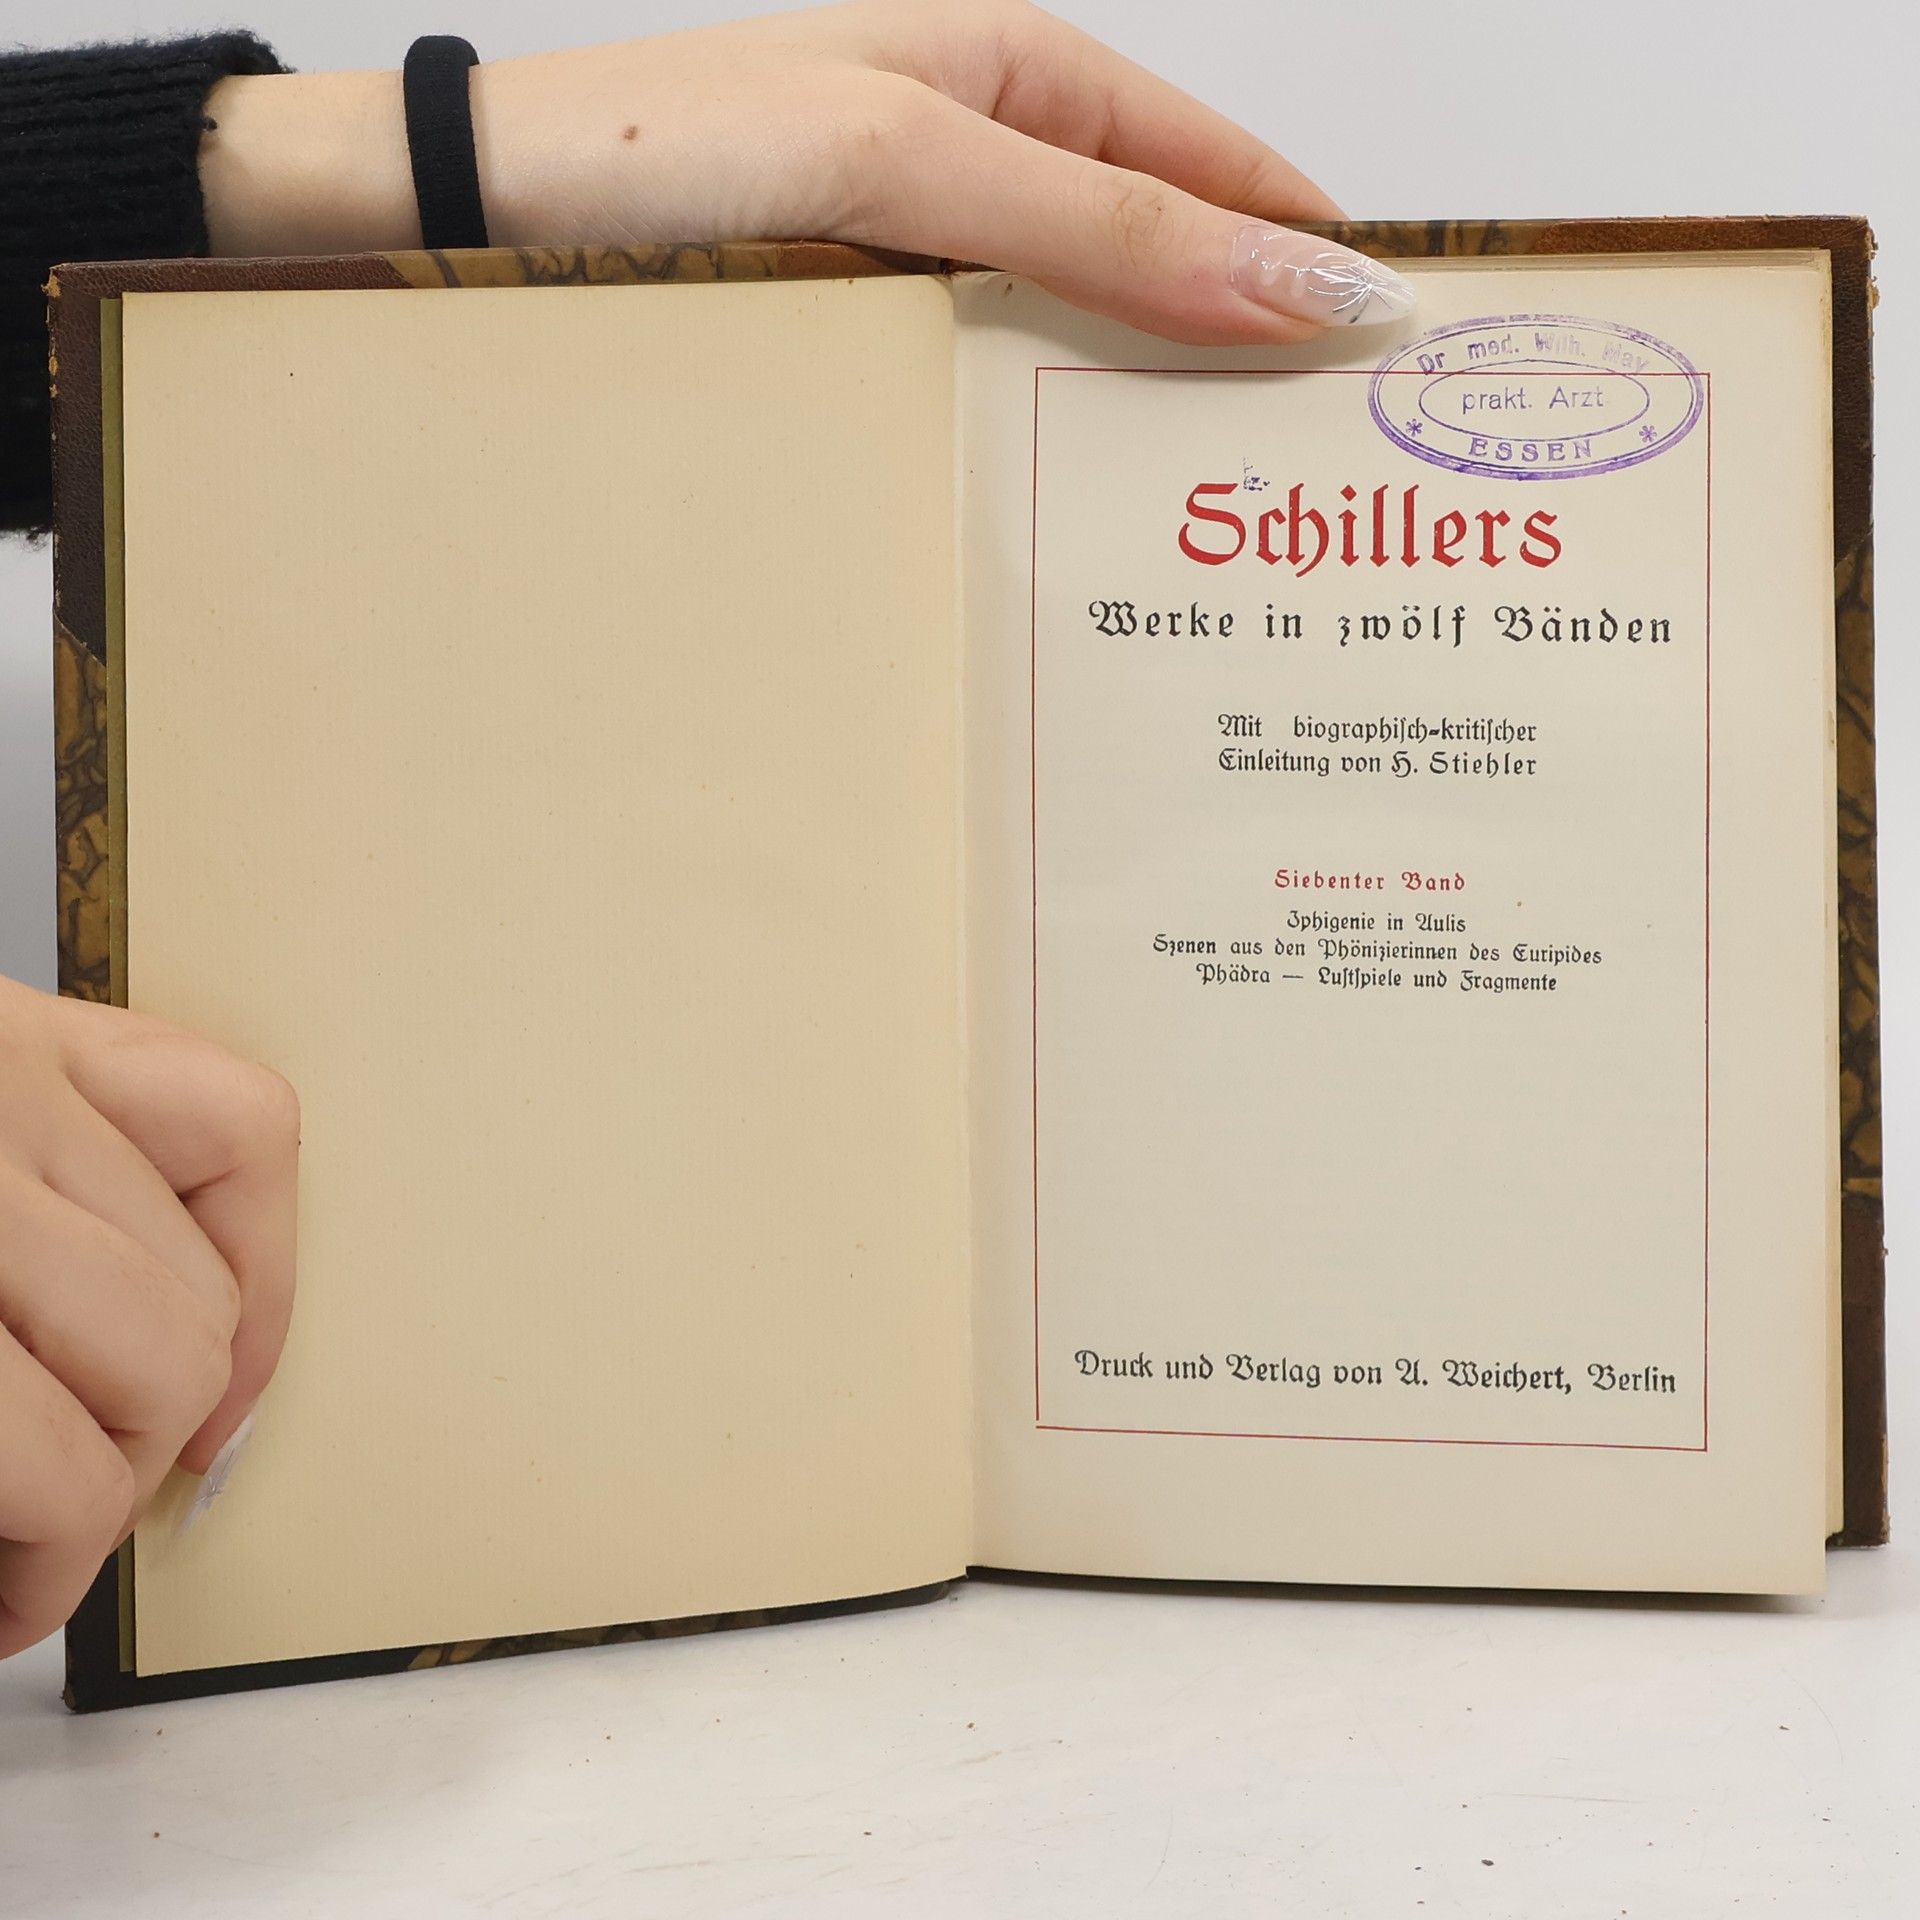 Dr med. Wilh. May
prakt. Arzt
* ESSEN *
Schillers
Werke in zwölf Bänden
Mit biographiſch-kritiſcher
Einleitung von H. Stiehler
Siebenter Band
Iphigenie in Aulis
Szenen aus den Phönizierinnen des Euripides
Phädra — Luſtſpiele und Fragmente
Druck und Verlag von A. Weichert, Berlin